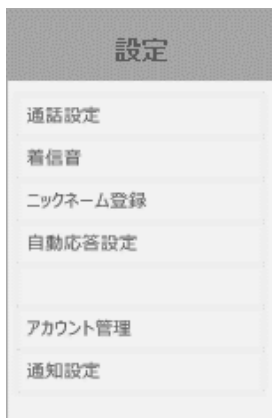 設定
通話設定
着信音
ニックネーム登録
自動応答設定
アカウント管理
通知設定